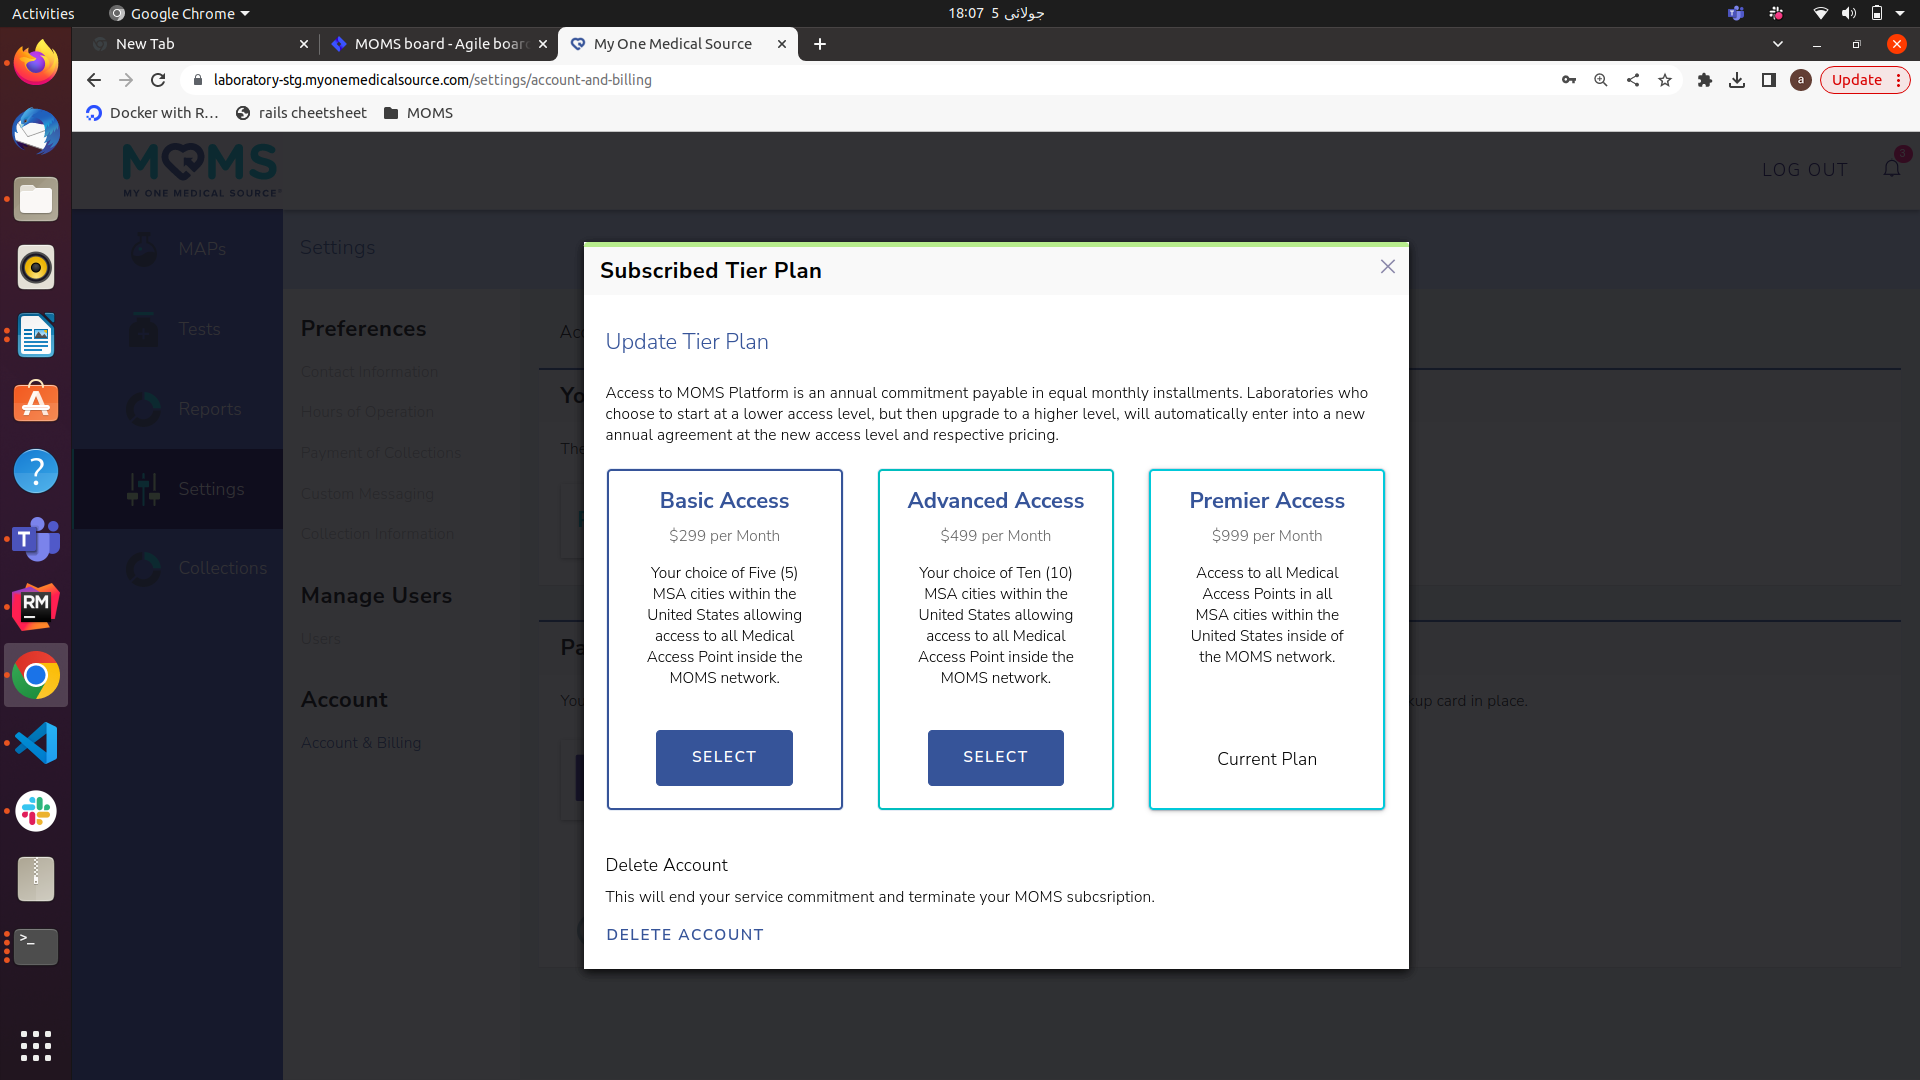 Activities
Google Chrome
18:07 5 جولائی
New Tab
MOMS board - Agile board
My One Medical Source
laboratory-stg.myonemedicalsource.com/settings/account-and-billing
a
Update
Docker with R...
rails cheetsheet
MOMS
MOMS
MY ONE MEDICAL SOURCE
LOG OUT
3
MAPs
Tests
Reports
Settings
Collections
Settings
Preferences
Contact Information
Hours of Operation
Payment of Collections
Custom Messaging
Collection Information
Manage Users
Users
Account
Account & Billing
Subscribed Tier Plan
Update Tier Plan
Access to MOMS Platform is an annual commitment payable in equal monthly installments. Laboratories who
choose to start at a lower access level, but then upgrade to a higher level, will automatically enter into a new
annual agreement at the new access level and respective pricing.
Basic Access
$299 per Month
Your choice of Five (5)
MSA cities within the
United States allowing
access to all Medical
Access Point inside the
MOMS network.
SELECT
Advanced Access
$499 per Month
Your choice of Ten (10)
MSA cities within the
United States allowing
access to all Medical
Access Point inside the
MOMS network.
SELECT
Premier Access
$999 per Month
Access to all Medical
Access Points in all
MSA cities within the
United States inside of
the MOMS network.
Current Plan
Delete Account
This will end your service commitment and terminate your MOMS subcsription.
DELETE ACCOUNT
card in place.